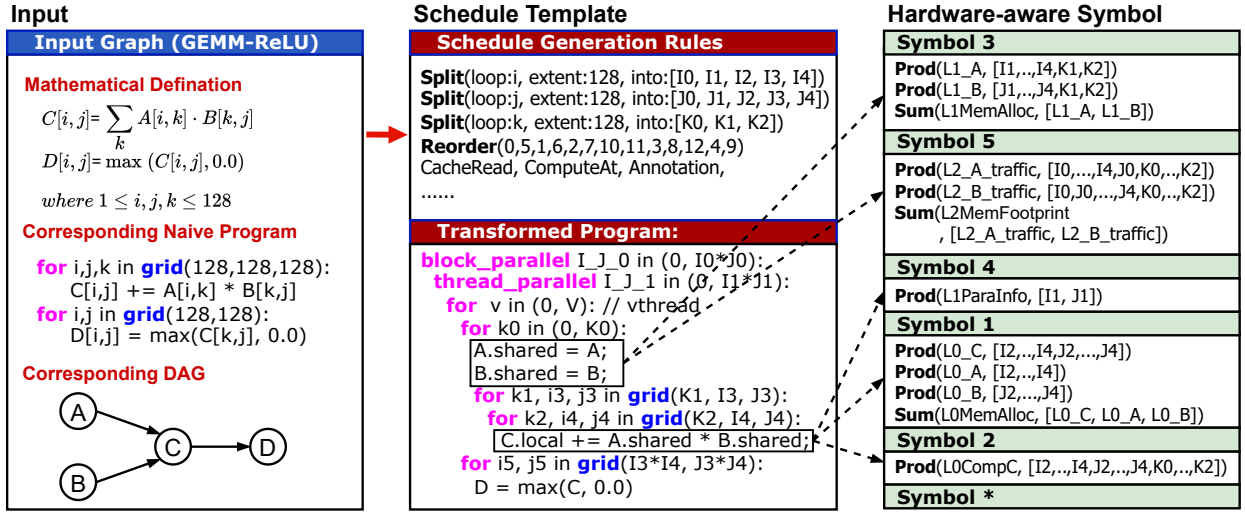 Input
Input Graph (GEMM-ReLU)
Mathematical Defination
C[i, j]= ∑ A[i, k] · B[k, j]
k
D[i, j]= max (C[i, j], 0.0)
where 1 ≤ i, j, k ≤ 128
Corresponding Naive Program
for i,j,k in grid(128,128,128):
C[i,j] += A[i,k] * B[k,j]
for i,j in grid(128,128):
D[i,j] = max(C[k,j], 0.0)
Corresponding DAG
A
B
C
D
Schedule Template
Schedule Generation Rules
Split(loop:i, extent:128, into:[I0, I1, I2, I3, I4])
Split(loop:j, extent:128, into:[J0, J1, J2, J3, J4])
Split(loop:k, extent:128, into:[K0, K1, K2])
Reorder(0,5,1,6,2,7,10,11,3,8,12,4,9)
CacheRead, ComputeAt, Annotation,
......
Transformed Program:
block_parallel I_J_0 in (0, I0*J0):
thread_parallel I_J_1 in (0, I1*J1):
for v in (0, V): // vthread
for k0 in (0, K0):
A.shared = A;
B.shared = B;
for k1, i3, j3 in grid(K1, I3, J3):
for k2, i4, j4 in grid(K2, I4, J4):
C.local += A.shared * B.shared;
for i5, j5 in grid(I3*I4, J3*J4):
D = max(C, 0.0)
Hardware-aware Symbol
Symbol 3
Prod(L1_A, [I1,..,I4,K1,K2])
Prod(L1_B, [J1,..,J4,K1,K2])
Sum(L1MemAlloc, [L1_A, L1_B])
Symbol 5
Prod(L2_A_traffic, [I0,...,I4,J0,K0,..,K2])
Prod(L2_B_traffic, [I0,J0,...,J4,K0,..,K2])
Sum(L2MemFootprint
, [L2_A_traffic, L2_B_traffic])
Symbol 4
Prod(L1ParaInfo, [I1, J1])
Symbol 1
Prod(L0_C, [I2,..,I4,J2,...,J4])
Prod(L0_A, [I2,..,I4])
Prod(L0_B, [J2,...,J4])
Sum(L0MemAlloc, [L0_C, L0_A, L0_B])
Symbol 2
Prod(L0CompC, [I2,..,I4,J2,..,J4,K0,..,K2])
Symbol *